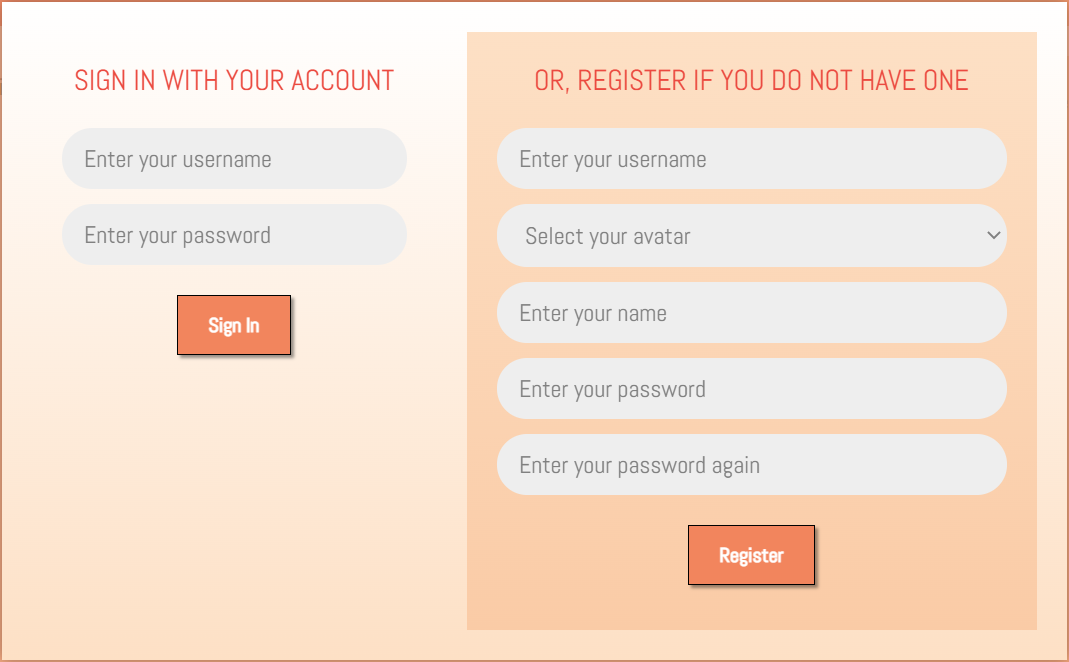 SIGN IN WITH YOUR ACCOUNT
Enter your username
Enter your password
Sign In
OR, REGISTER IF YOU DO NOT HAVE ONE
Enter your username
Select your avatar
Enter your name
Enter your password
Enter your password again
Register